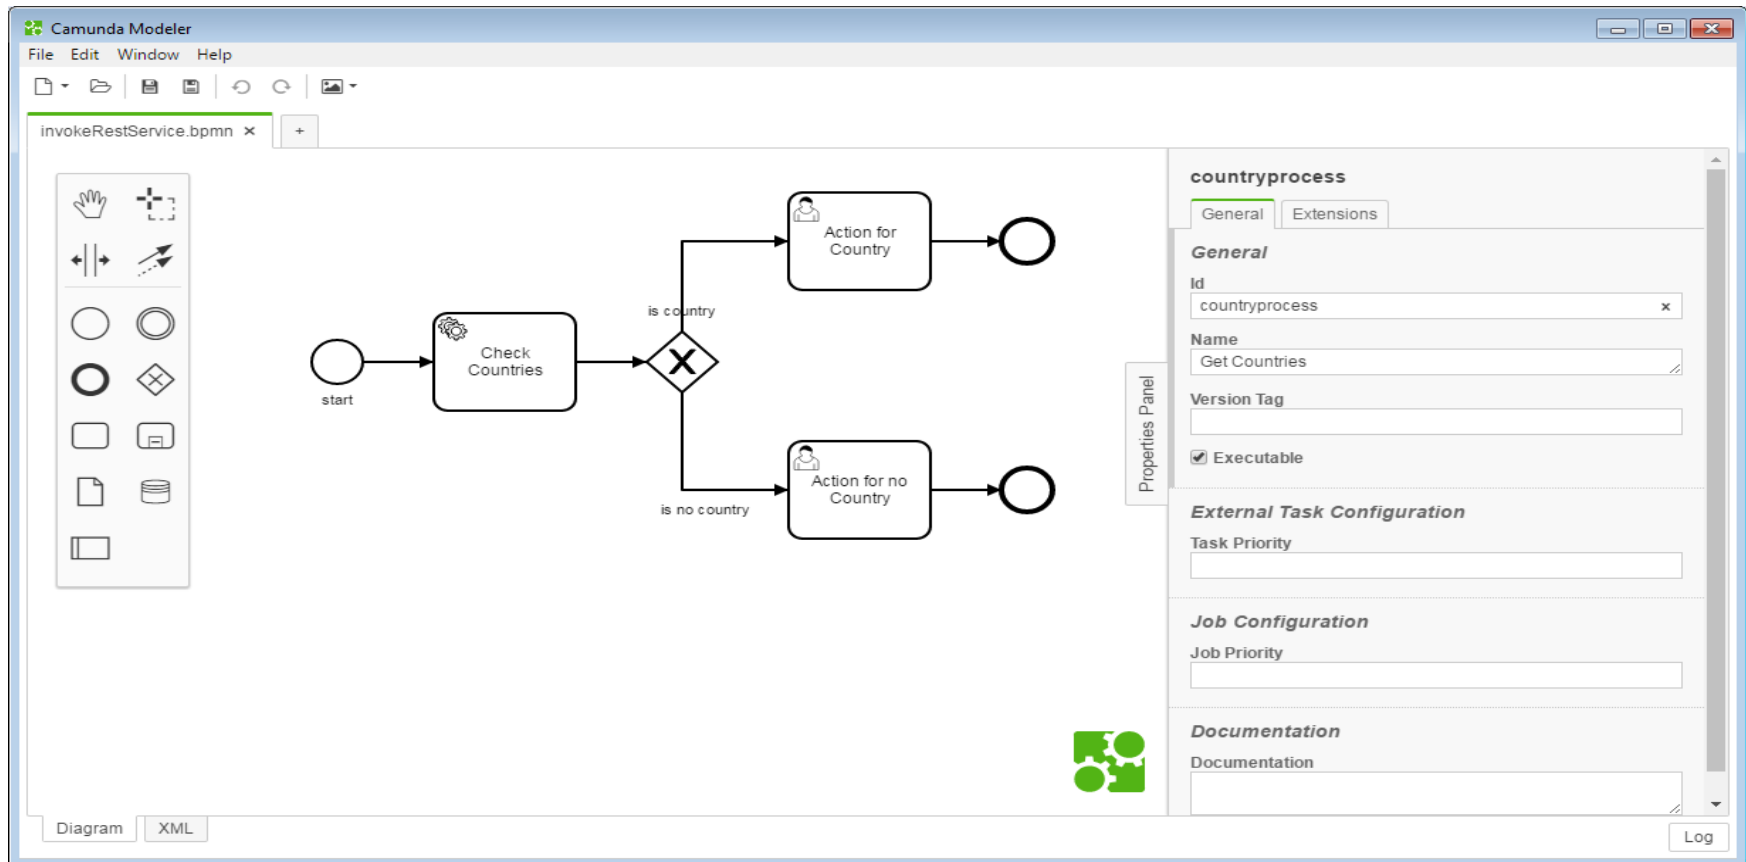 Camunda Modeler
File Edit Window Help
invokeRestService.bpmn ×
+
start
Check
Countries
is country
is no country
Action for
Country
Action for no
Country
Properties Panel
countryprocess
General Extensions
General
Id
countryprocess ×
Name
Get Countries
Version Tag
Executable
External Task Configuration
Task Priority
Job Configuration
Job Priority
Documentation
Documentation
Diagram XML
Log